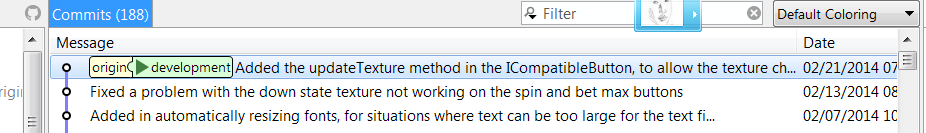 Commits (188) Filter Default Coloring
Message Date
origin development Added the updateTexture method in the ICompatibleButton, to allow the texture ch... 02/21/2014 07
Fixed a problem with the down state texture not working on the spin and bet max buttons 02/13/2014 08
origin Added in automatically resizing fonts, for situations where text can be too large for the text fi... 02/07/2014 10